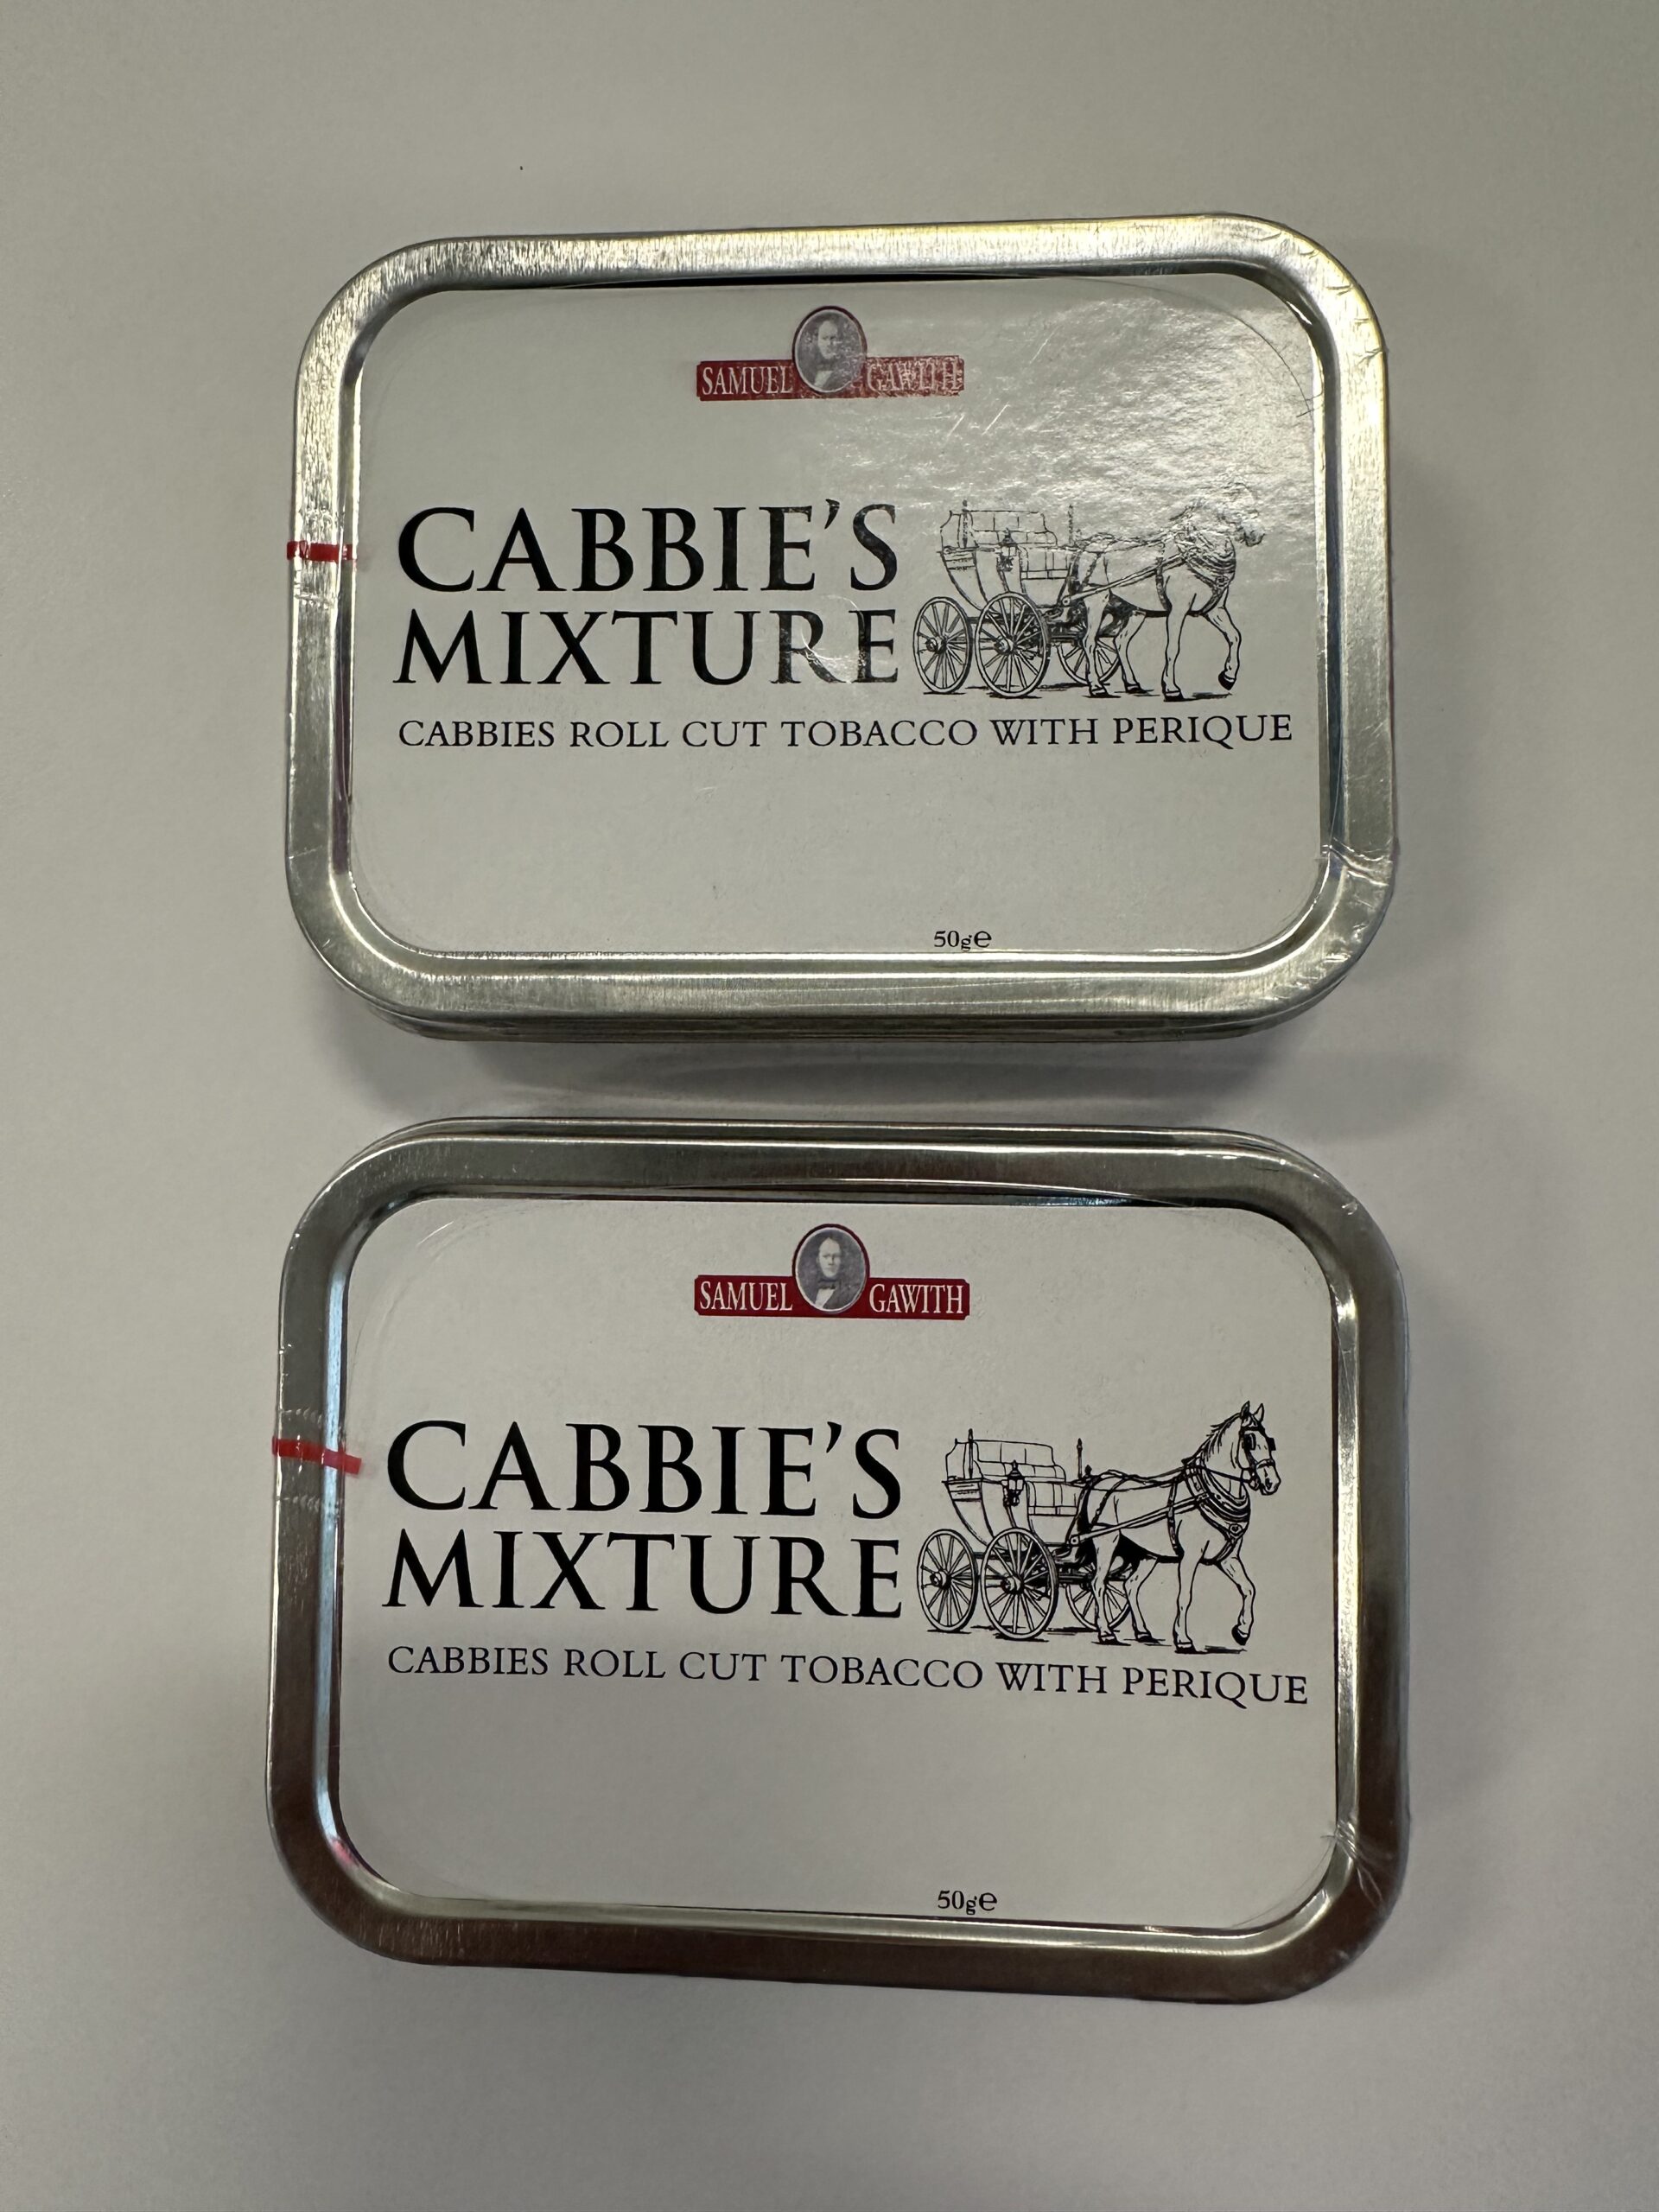 SAMUEL GAWITH
CABBIE'S
MIXTURE
CABBIES ROLL CUT TOBACCO WITH PERIQUE
50g℮
SAMUEL GAWITH
CABBIE'S
MIXTURE
CABBIES ROLL CUT TOBACCO WITH PERIQUE
50g℮